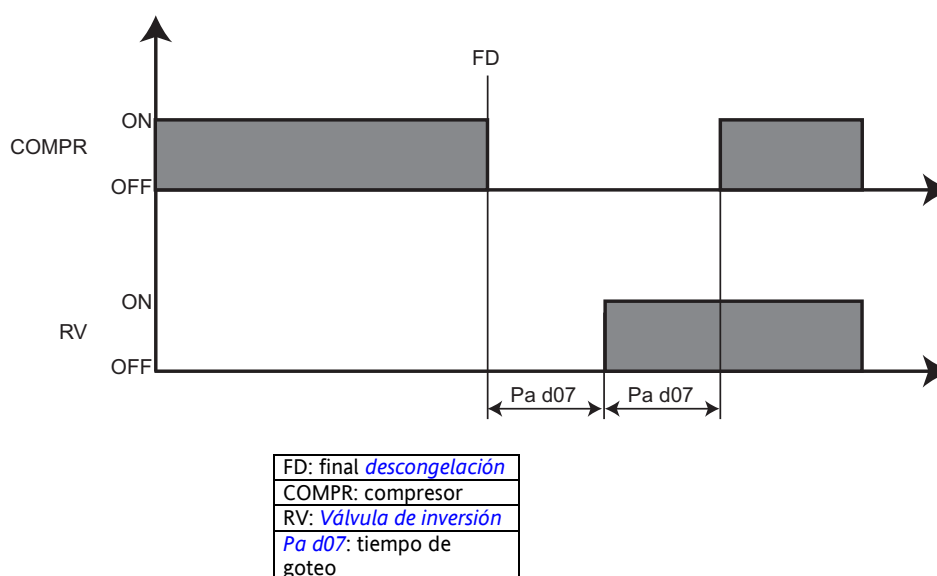 FD
ON
COMPR
OFF
ON
RV
OFF
Pa d07 Pa d07
FD: final descongelación
COMPR: compresor
RV: Válvula de inversión
Pa d07: tiempo de
goteo